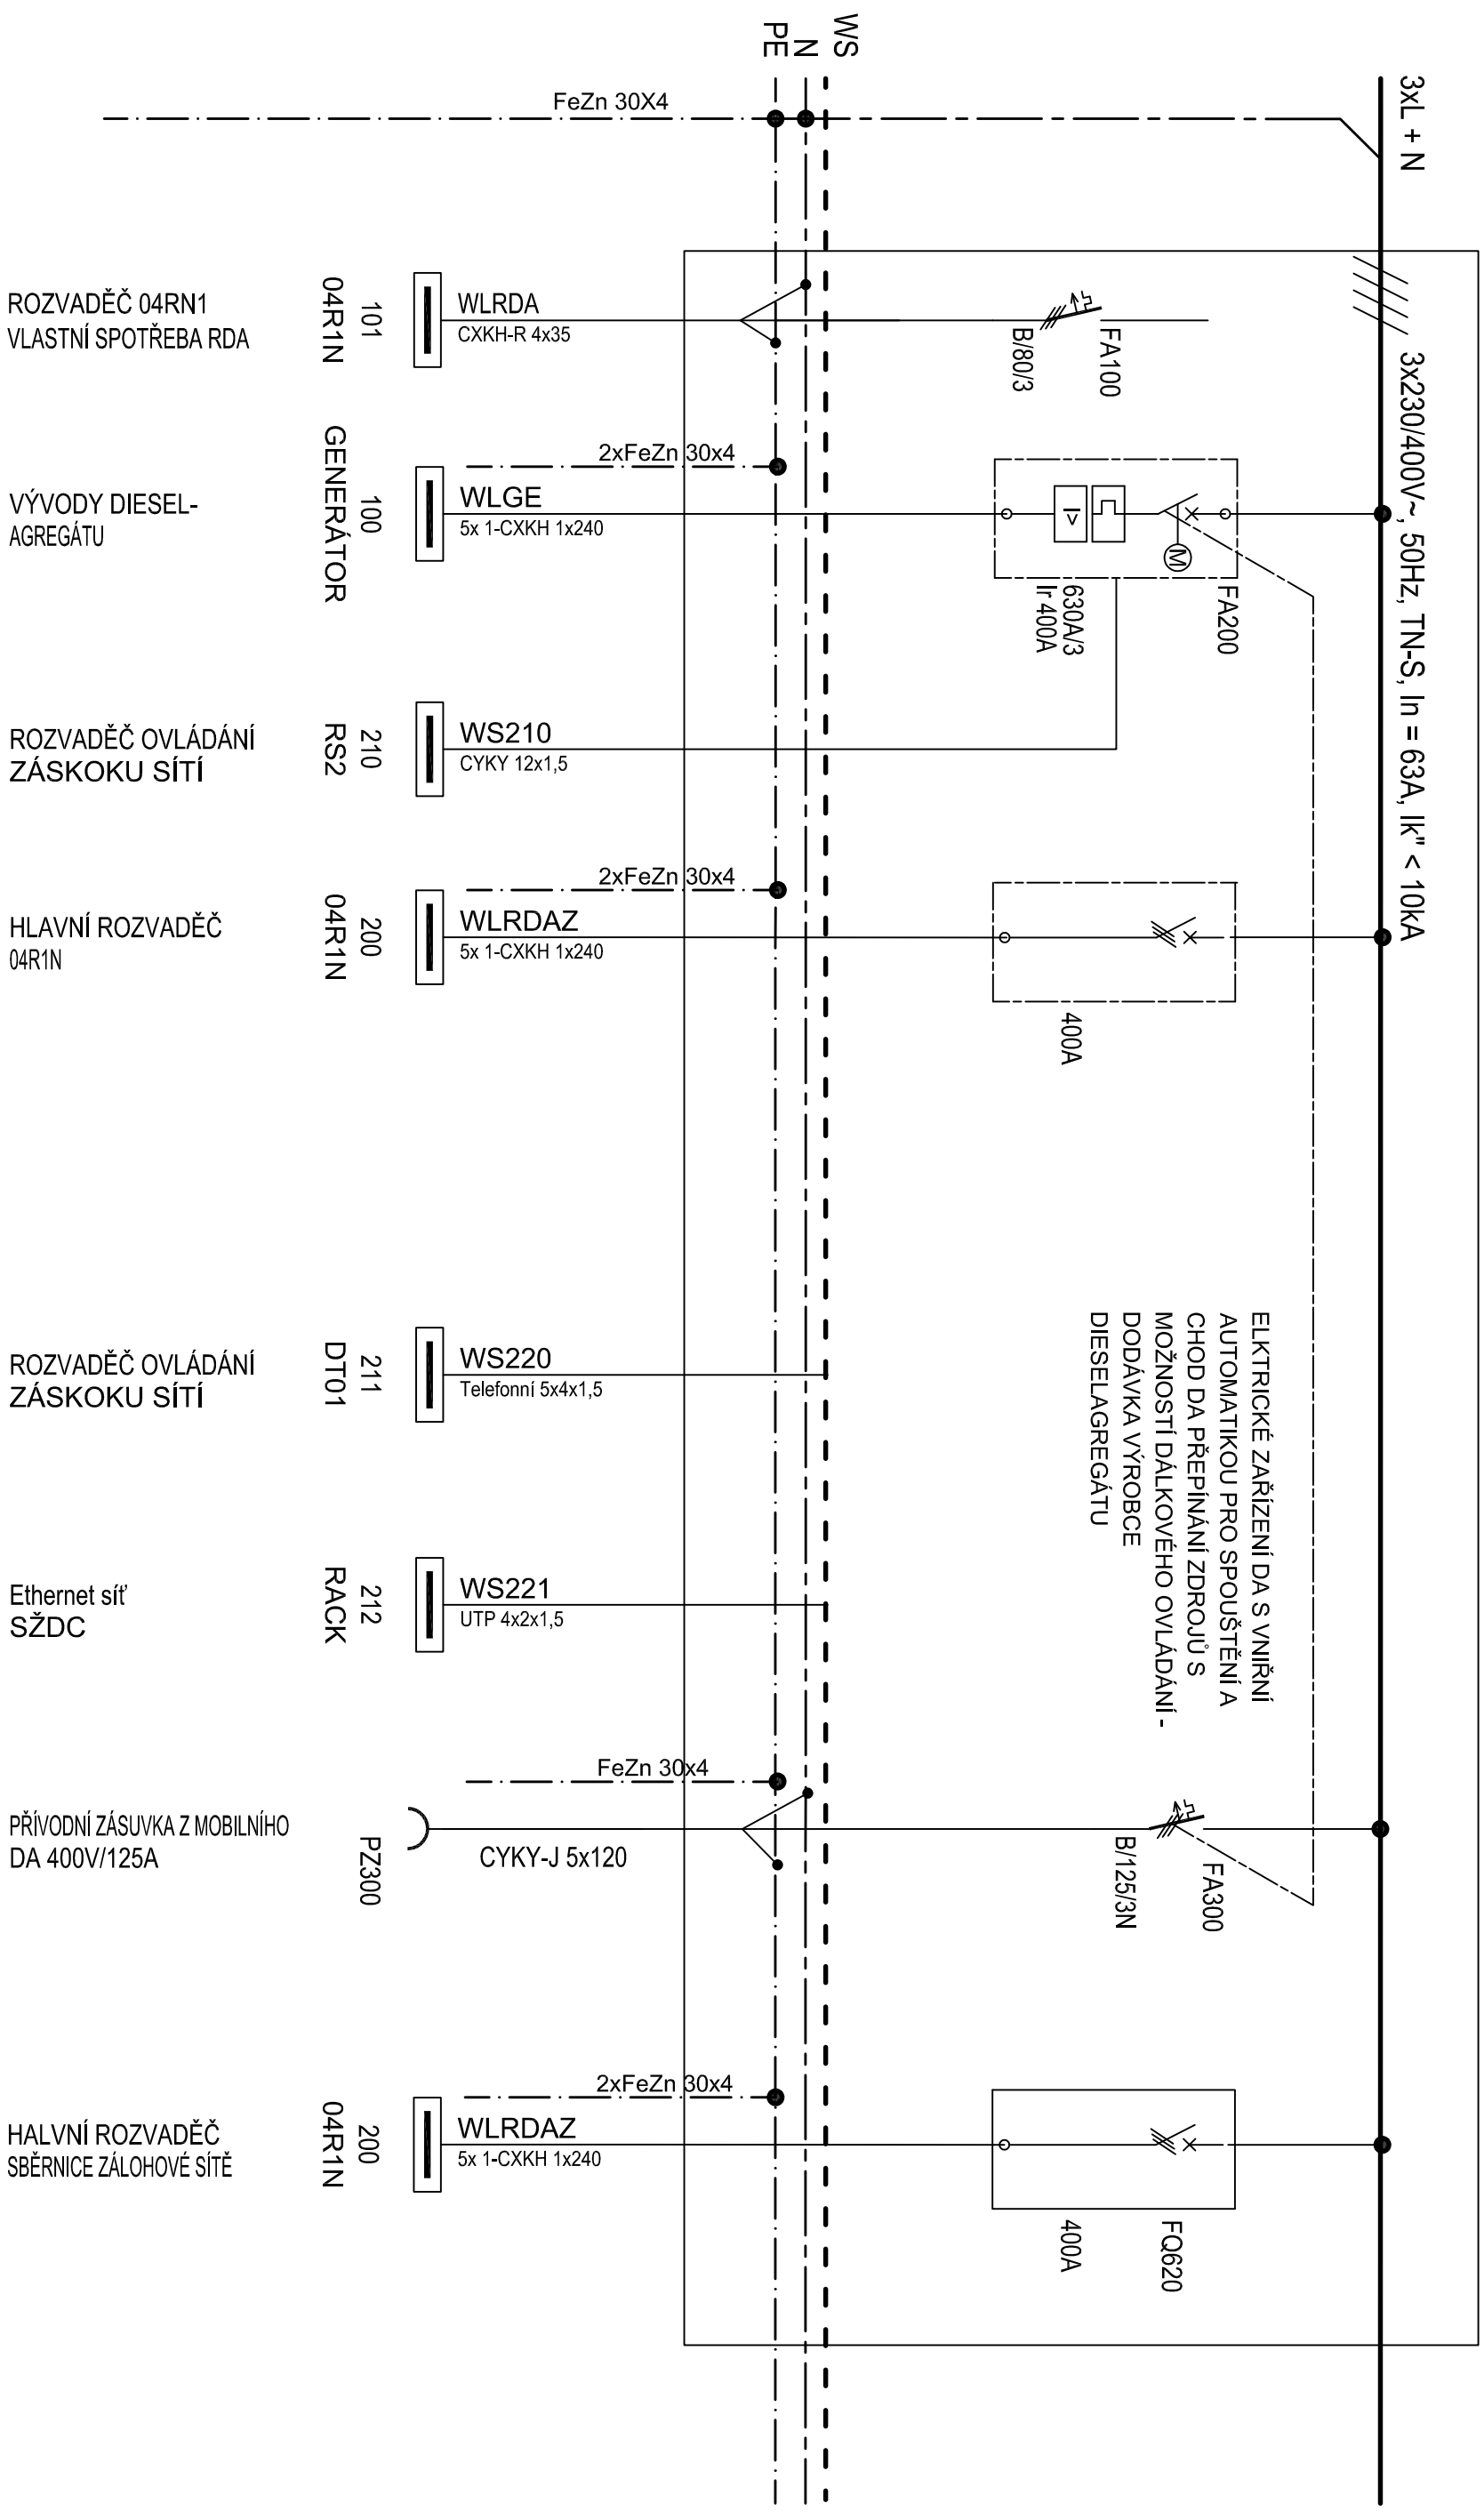 WS
N
PE
3xL + N
FeZn 30X4
3x230/400V~, 50Hz, TN-S, In = 63A, Ik" < 10kA
ROZVADĚČ 04RN1
VLASTNÍ SPOTŘEBA RDA
101
04R1N
WLRDA
CXKH-R 4x35
FA100
B/80/3
VÝVODY DIESEL-
AGREGÁTU
100
GENERÁTOR
2xFeZn 30x4
WLGE
5x 1-CXKH 1x240
I>
M
FA200
630A/3
Ir 400A
ROZVADĚČ OVLÁDÁNÍ
ZÁSKOKU SÍTÍ
210
RS2
WS210
CYKY 12x1,5
HLAVNÍ ROZVADĚČ
04R1N
200
04R1N
2xFeZn 30x4
WLRDAZ
5x 1-CXKH 1x240
400A
ROZVADĚČ OVLÁDÁNÍ
ZÁSKOKU SÍTÍ
211
DT01
WS220
Telefonní 5x4x1,5
ELKTRICKÉ ZAŘÍZENÍ DA S VNIŘNÍ
AUTOMATIKOU PRO SPOUŠTĚNÍ A
CHOD DA PŘEPÍNÁNÍ ZDROJŮ S
MOŽNOSTÍ DÁLKOVÉHO OVLÁDÁNÍ -
DODÁVKA VÝROBCE
DIESELAGREGÁTU
Ethernet síť
SŽDC
212
RACK
WS221
UTP 4x2x1,5
PŘÍVODNÍ ZÁSUVKA Z MOBILNÍHO
DA 400V/125A
PZ300
FeZn 30x4
CYKY-J 5x120
FA300
B/125/3N
HALVNÍ ROZVADĚČ
SBĚRNICE ZÁLOHOVÉ SÍTĚ
200
04R1N
2xFeZn 30x4
WLRDAZ
5x 1-CXKH 1x240
FQ620
400A